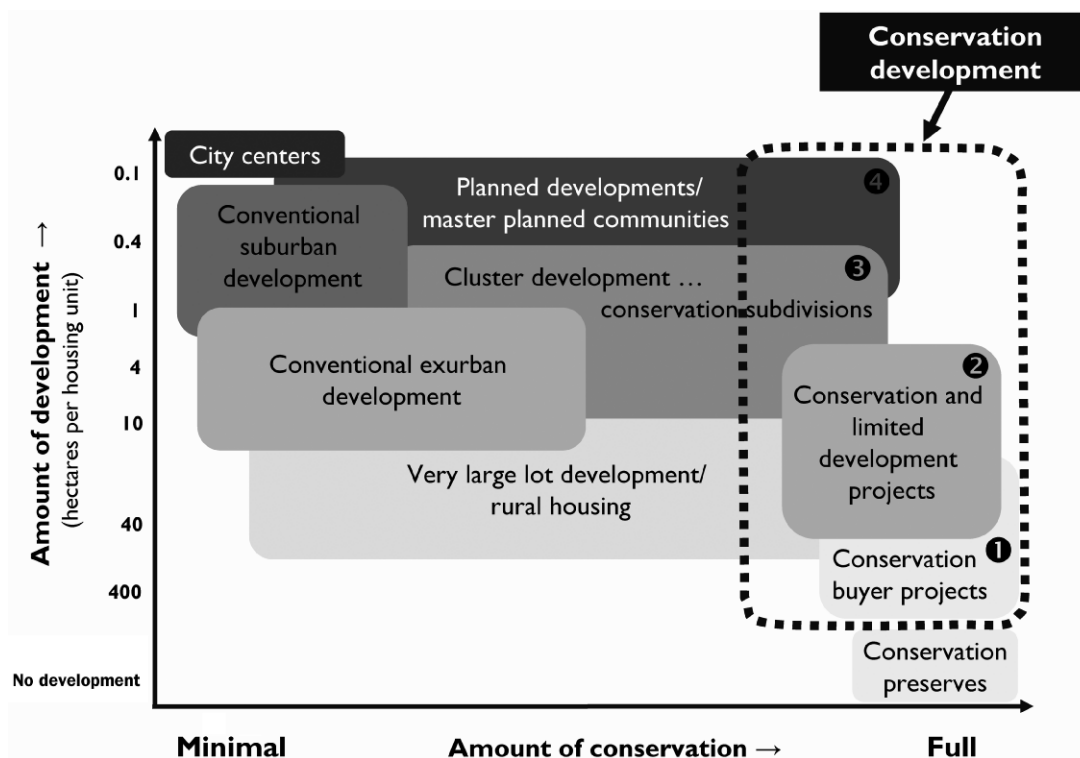 Conservation
development
City centers
Planned developments/
master planned communities
4
Conventional
suburban
development
Cluster development …
conservation subdivisions
3
Conventional exurban
development
2
Conservation and
limited
development
projects
Very large lot development/
rural housing
1
Conservation
buyer projects
Conservation
preserves
Amount of development →
(hectares per housing unit)
0.1
0.4
1
4
10
40
400
No development
Minimal
Amount of conservation →
Full